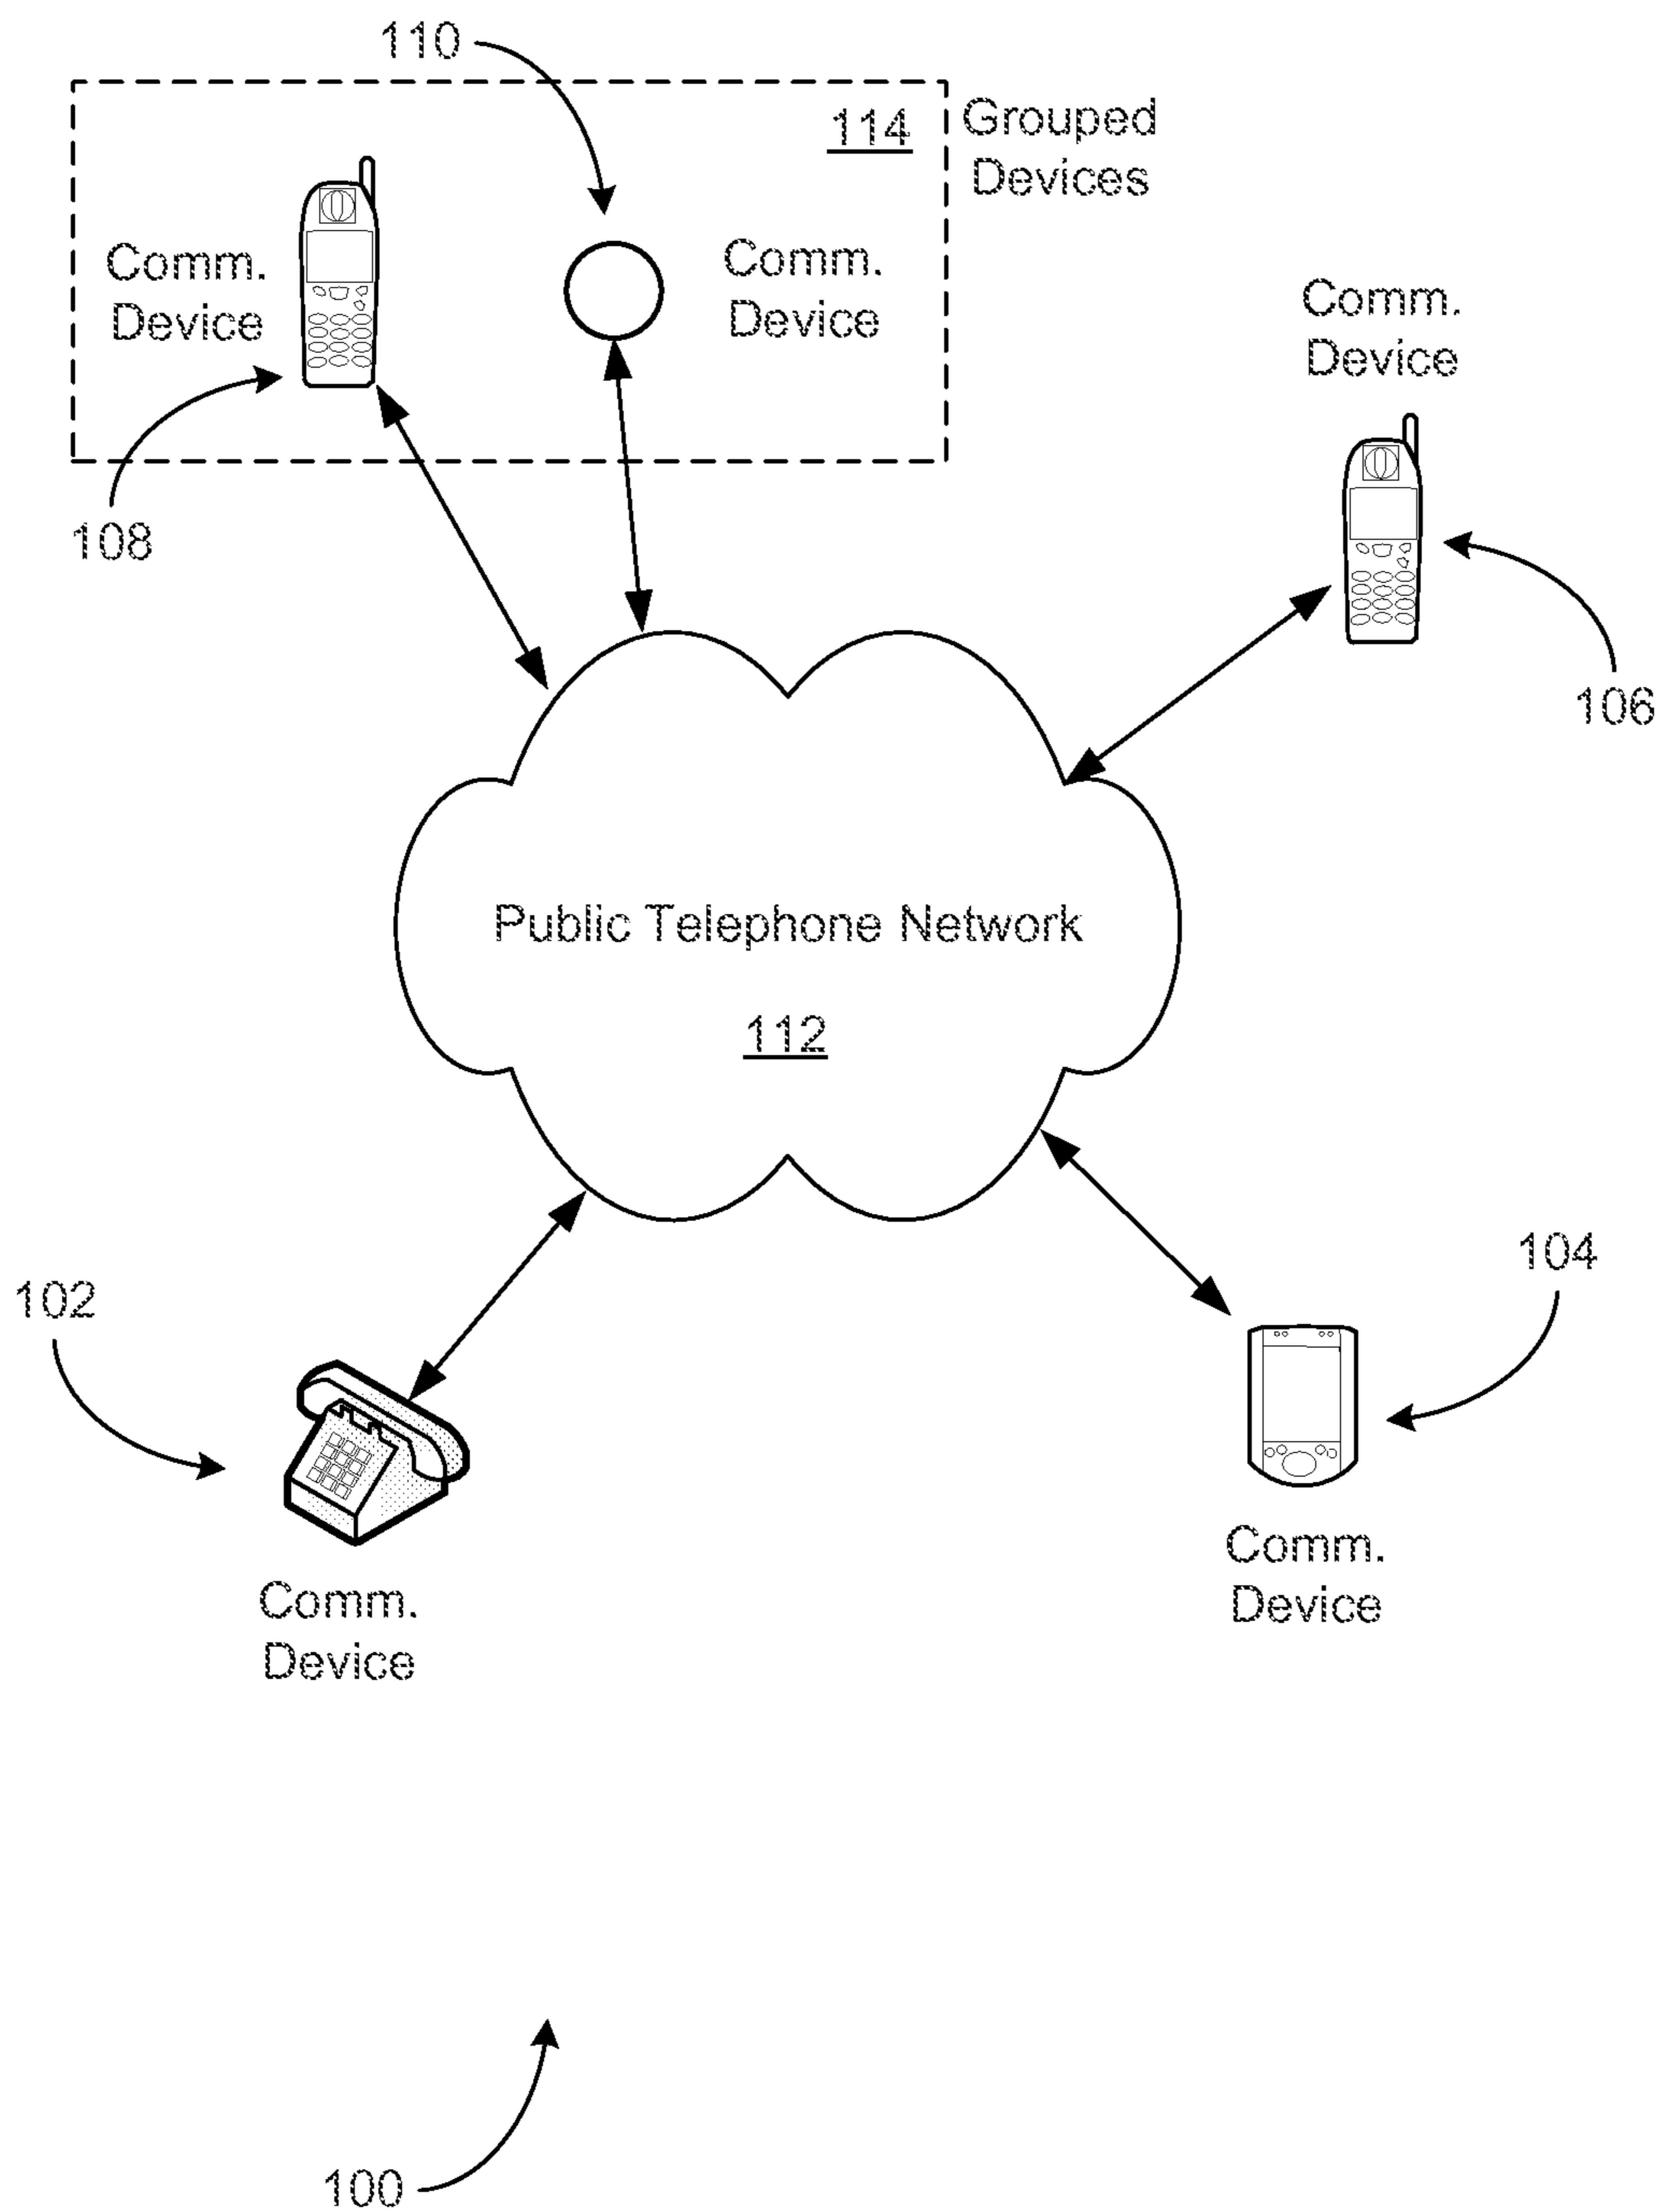 110
114
Grouped
Devices
Comm.
Device
Comm.
Device
108
Comm.
Device
106
Public Telephone Network
112
102
104
Comm.
Device
Comm.
Device
100